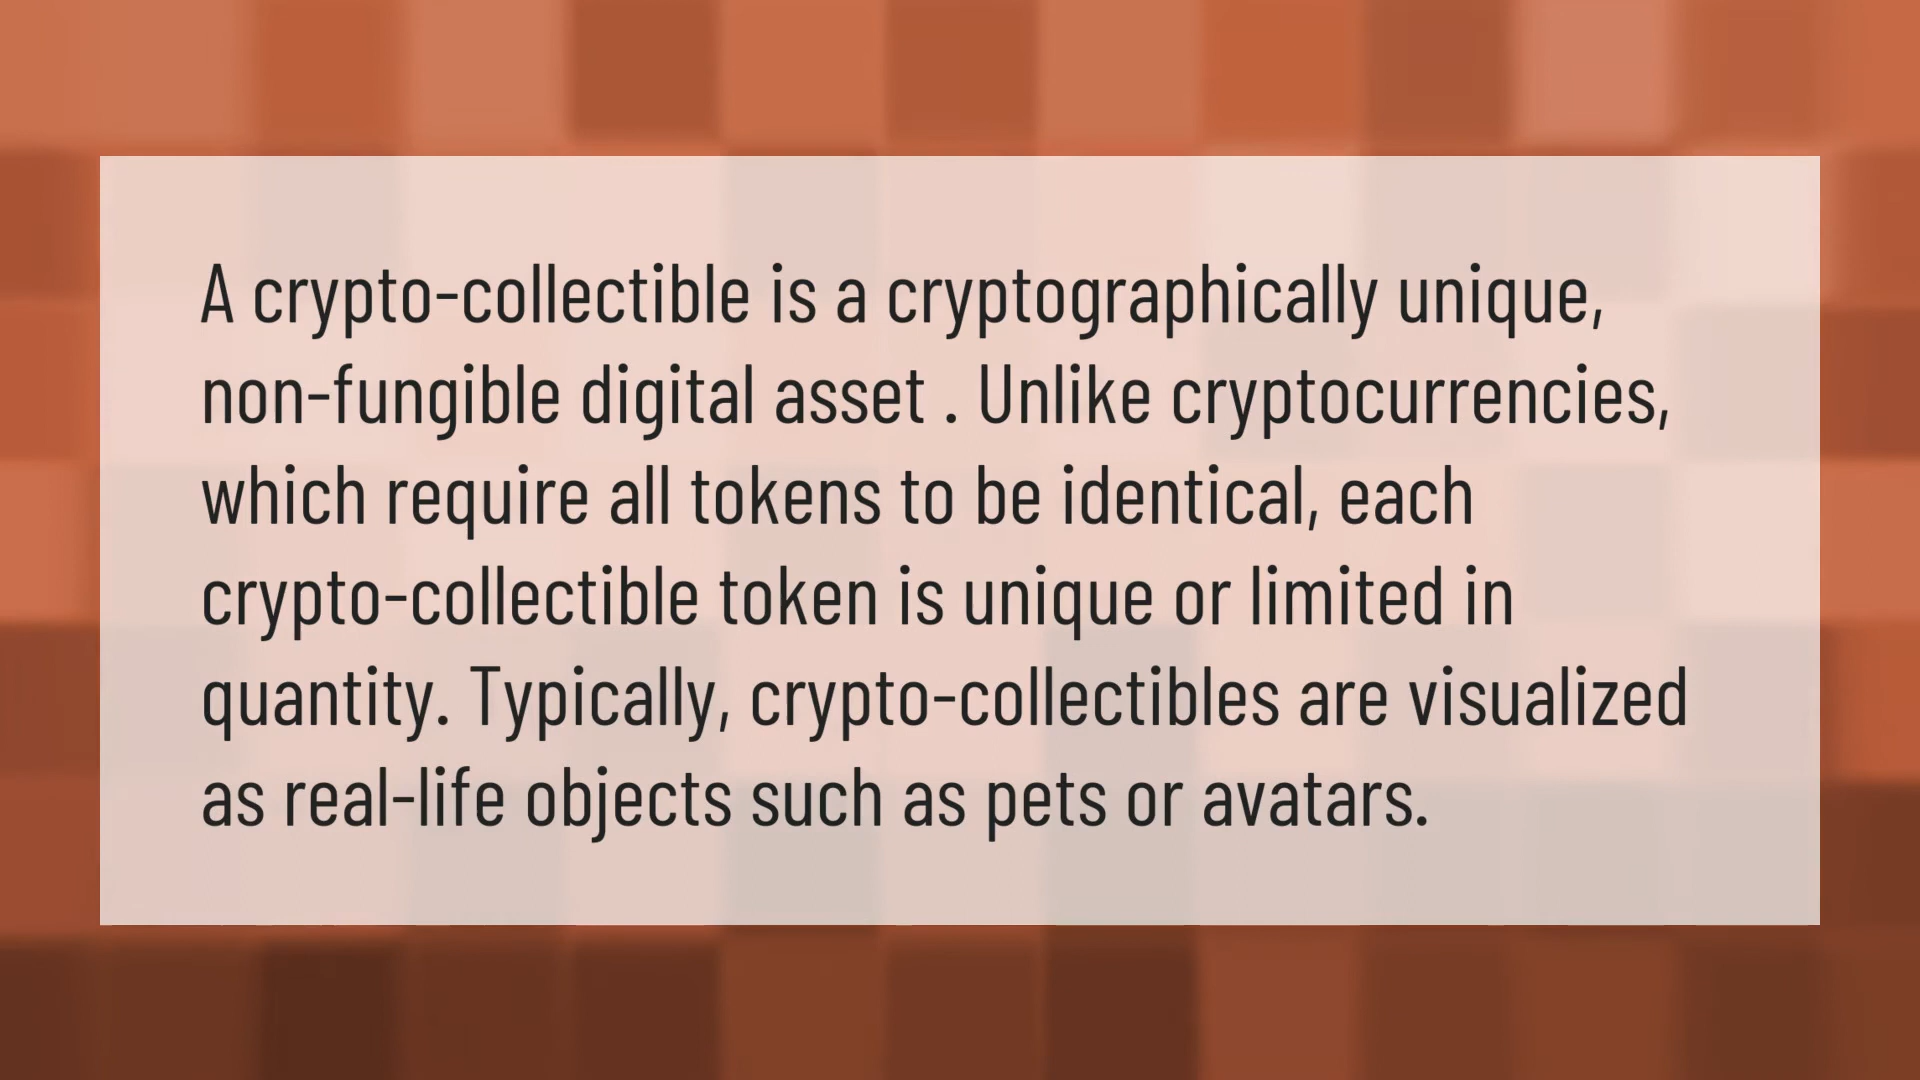 A crypto-collectible is a cryptographically unique,
non-fungible digital asset . Unlike cryptocurrencies,
which require all tokens to be identical, each
crypto-collectible token is unique or limited in
quantity. Typically, crypto-collectibles are visualized
as real-life objects such as pets or avatars.